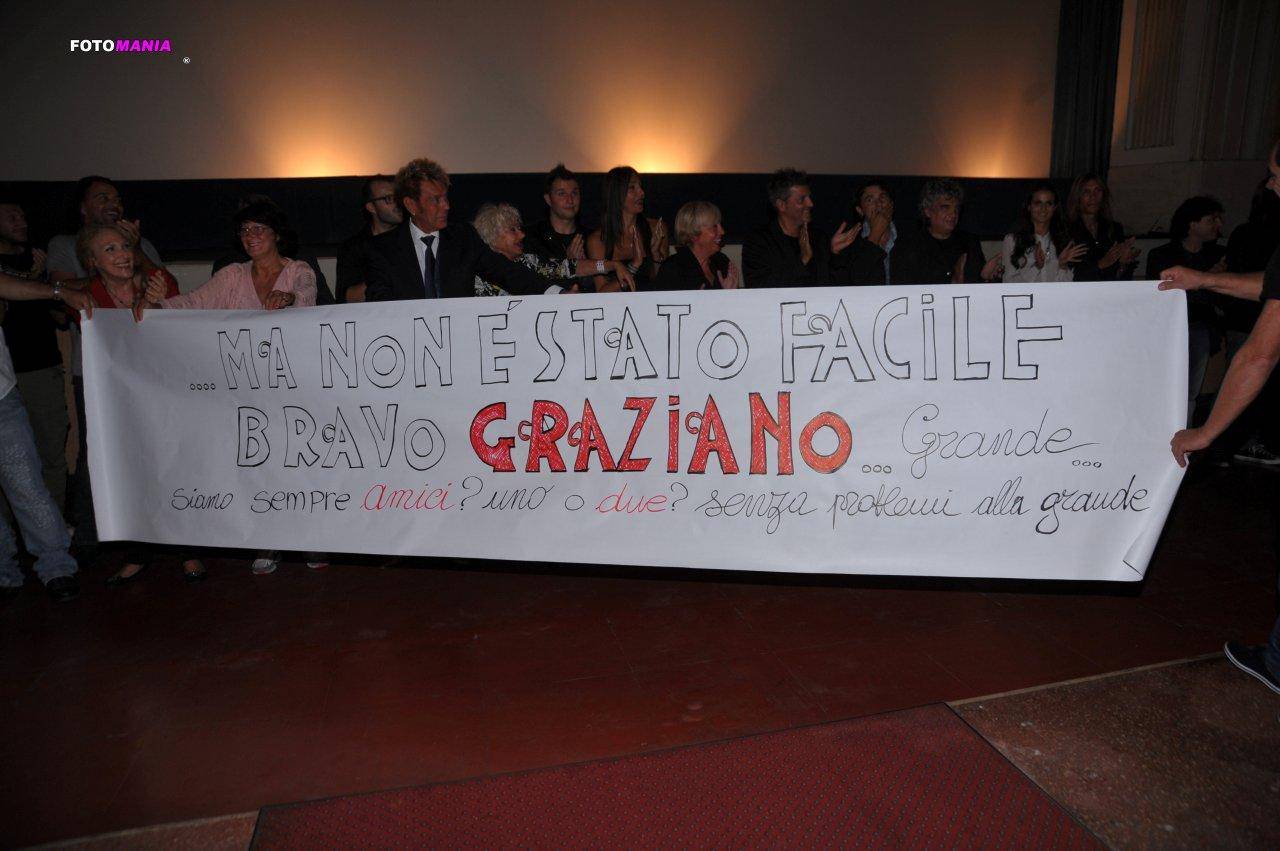 FOTOMANIA
®
....MA NON É STATO FACILE
BRAVO GRAZIANO... Grande...
siamo sempre amici? uno o due? senza problemi alla grande